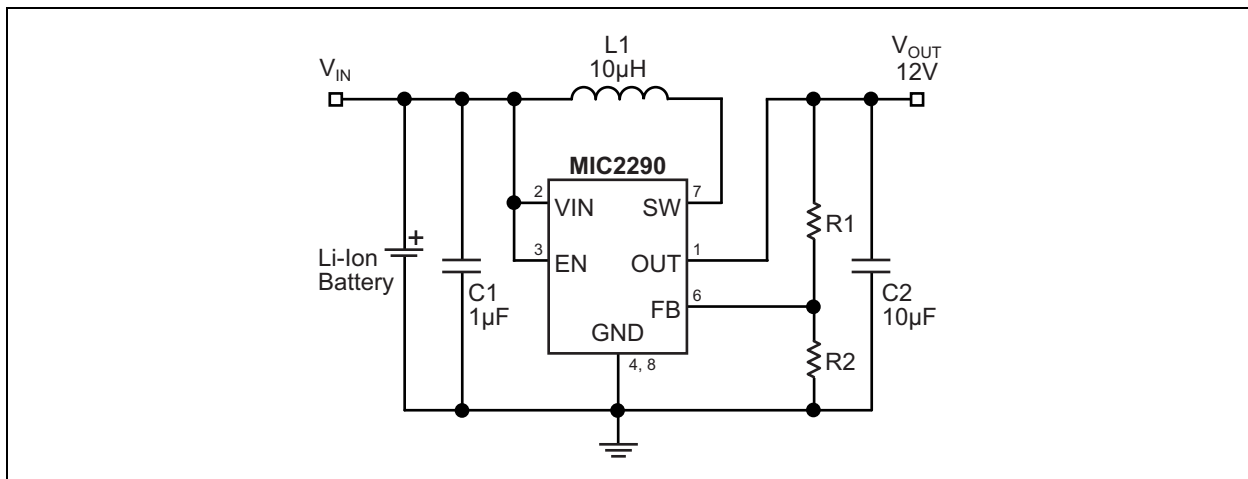 L1
10µH
VIN
VOUT
12V
MIC2290
2
VIN
SW
7
3
EN
OUT
1
FB
6
GND
4, 8
+
Li-Ion
Battery
C1
1µF
R1
R2
C2
10µF